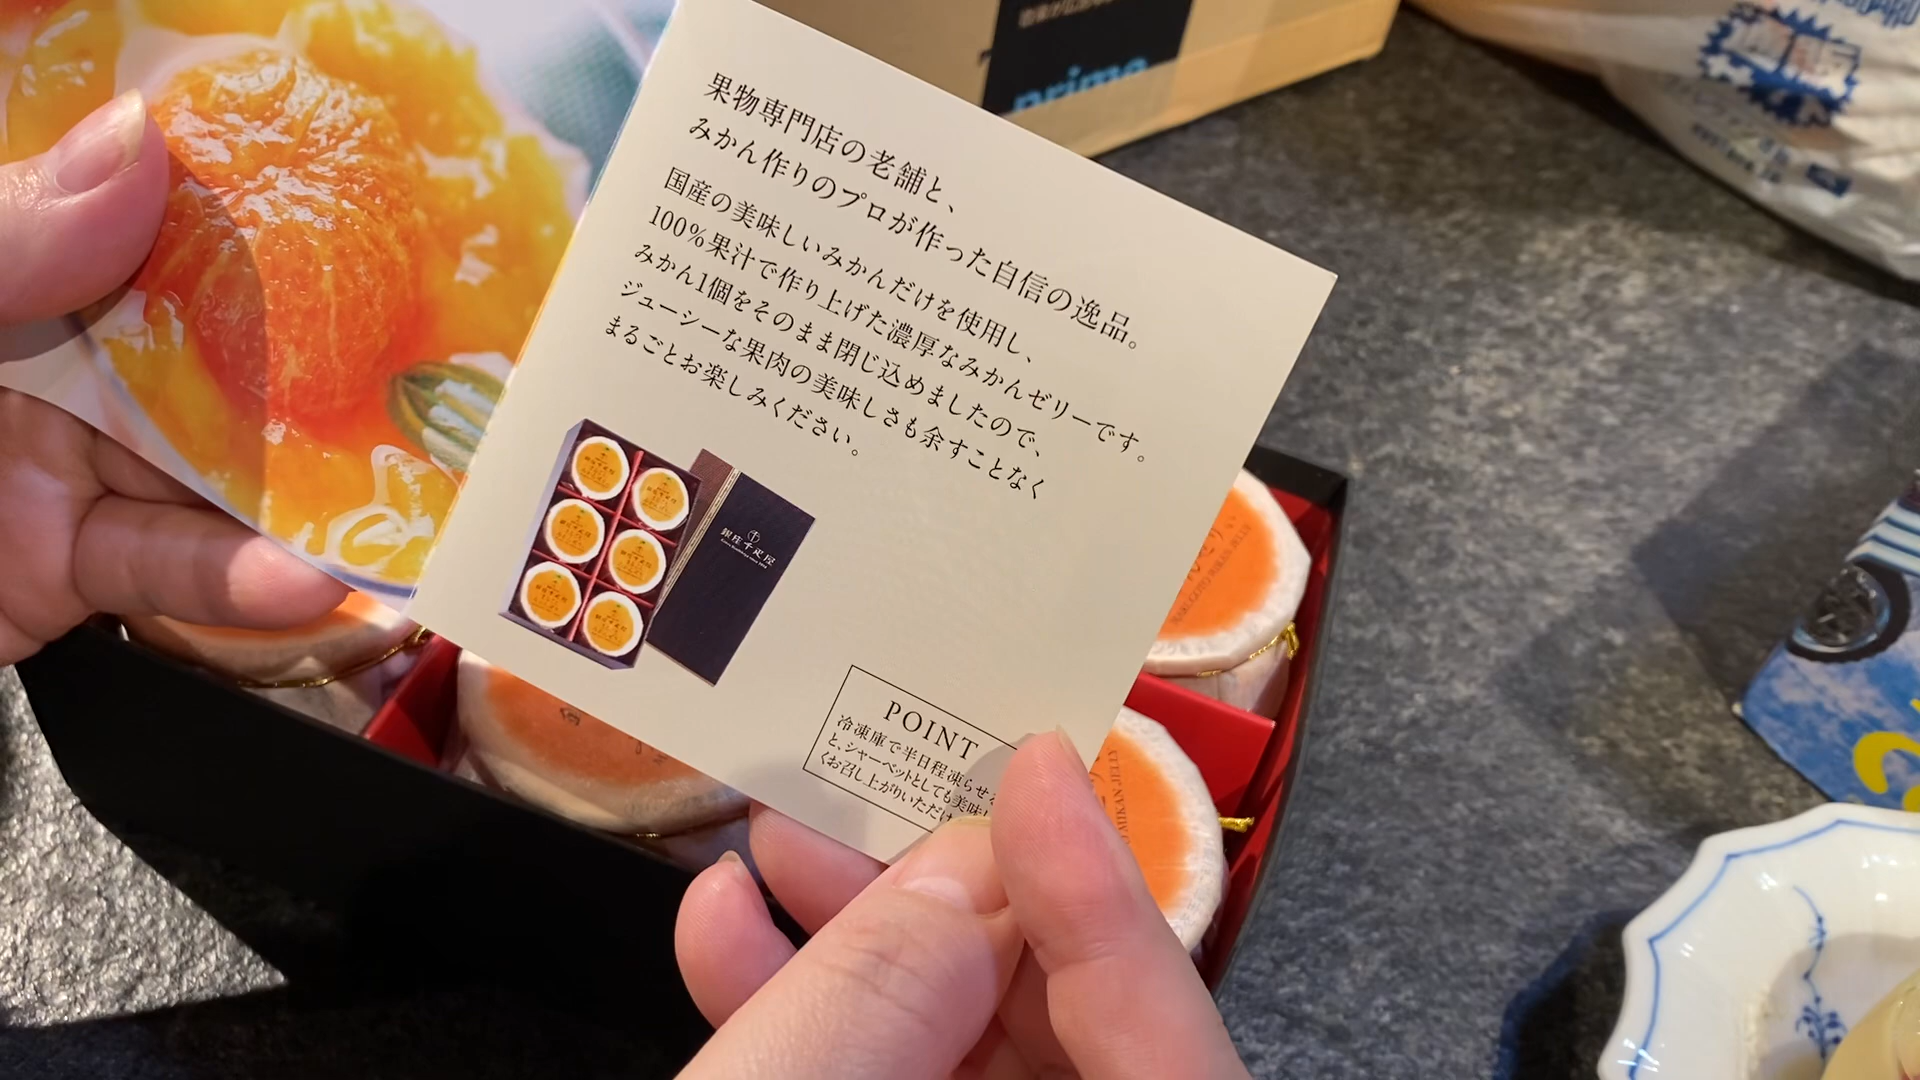 果物専門店の老舗と、
みかん作りのプロが作った自信の逸品。
国産の美味しいみかんだけを使用し、
100%果汁で作り上げた濃厚なみかんゼリーです。
みかん1個をそのまま閉じ込めましたので、
ジューシーな果肉の美味しさも余すことなく
まるごとお楽しみください。
銀座千疋屋
POINT
冷凍庫で半日程凍らせる
と、シャーベットとしても美味し
くお召し上がりいただけ
prime
MIKAN JELLY